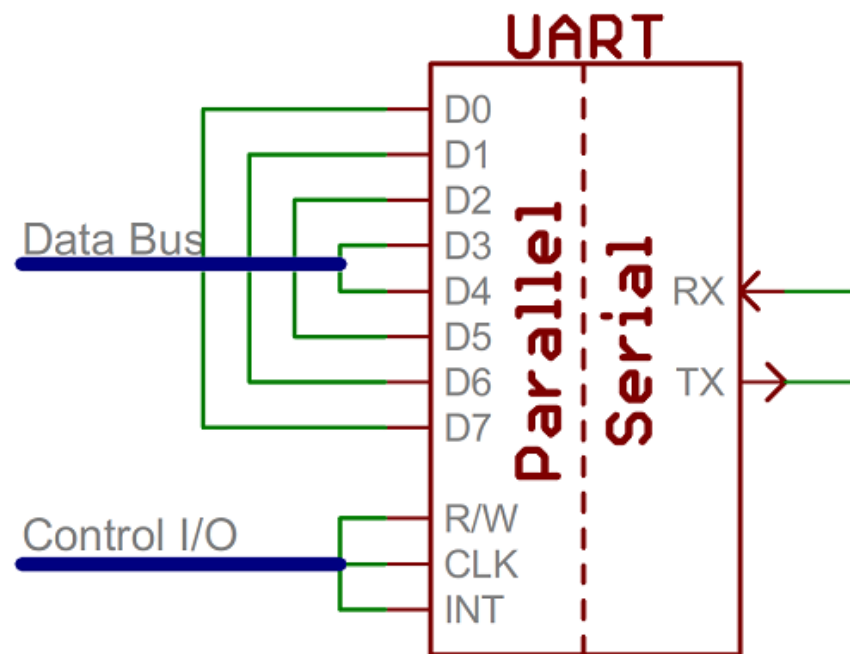 UART
D0
D1
D2
Data Bus
D3
D4
D5
D6
D7
Parallel
Serial
RX
TX
Control I/O
R/W
CLK
INT